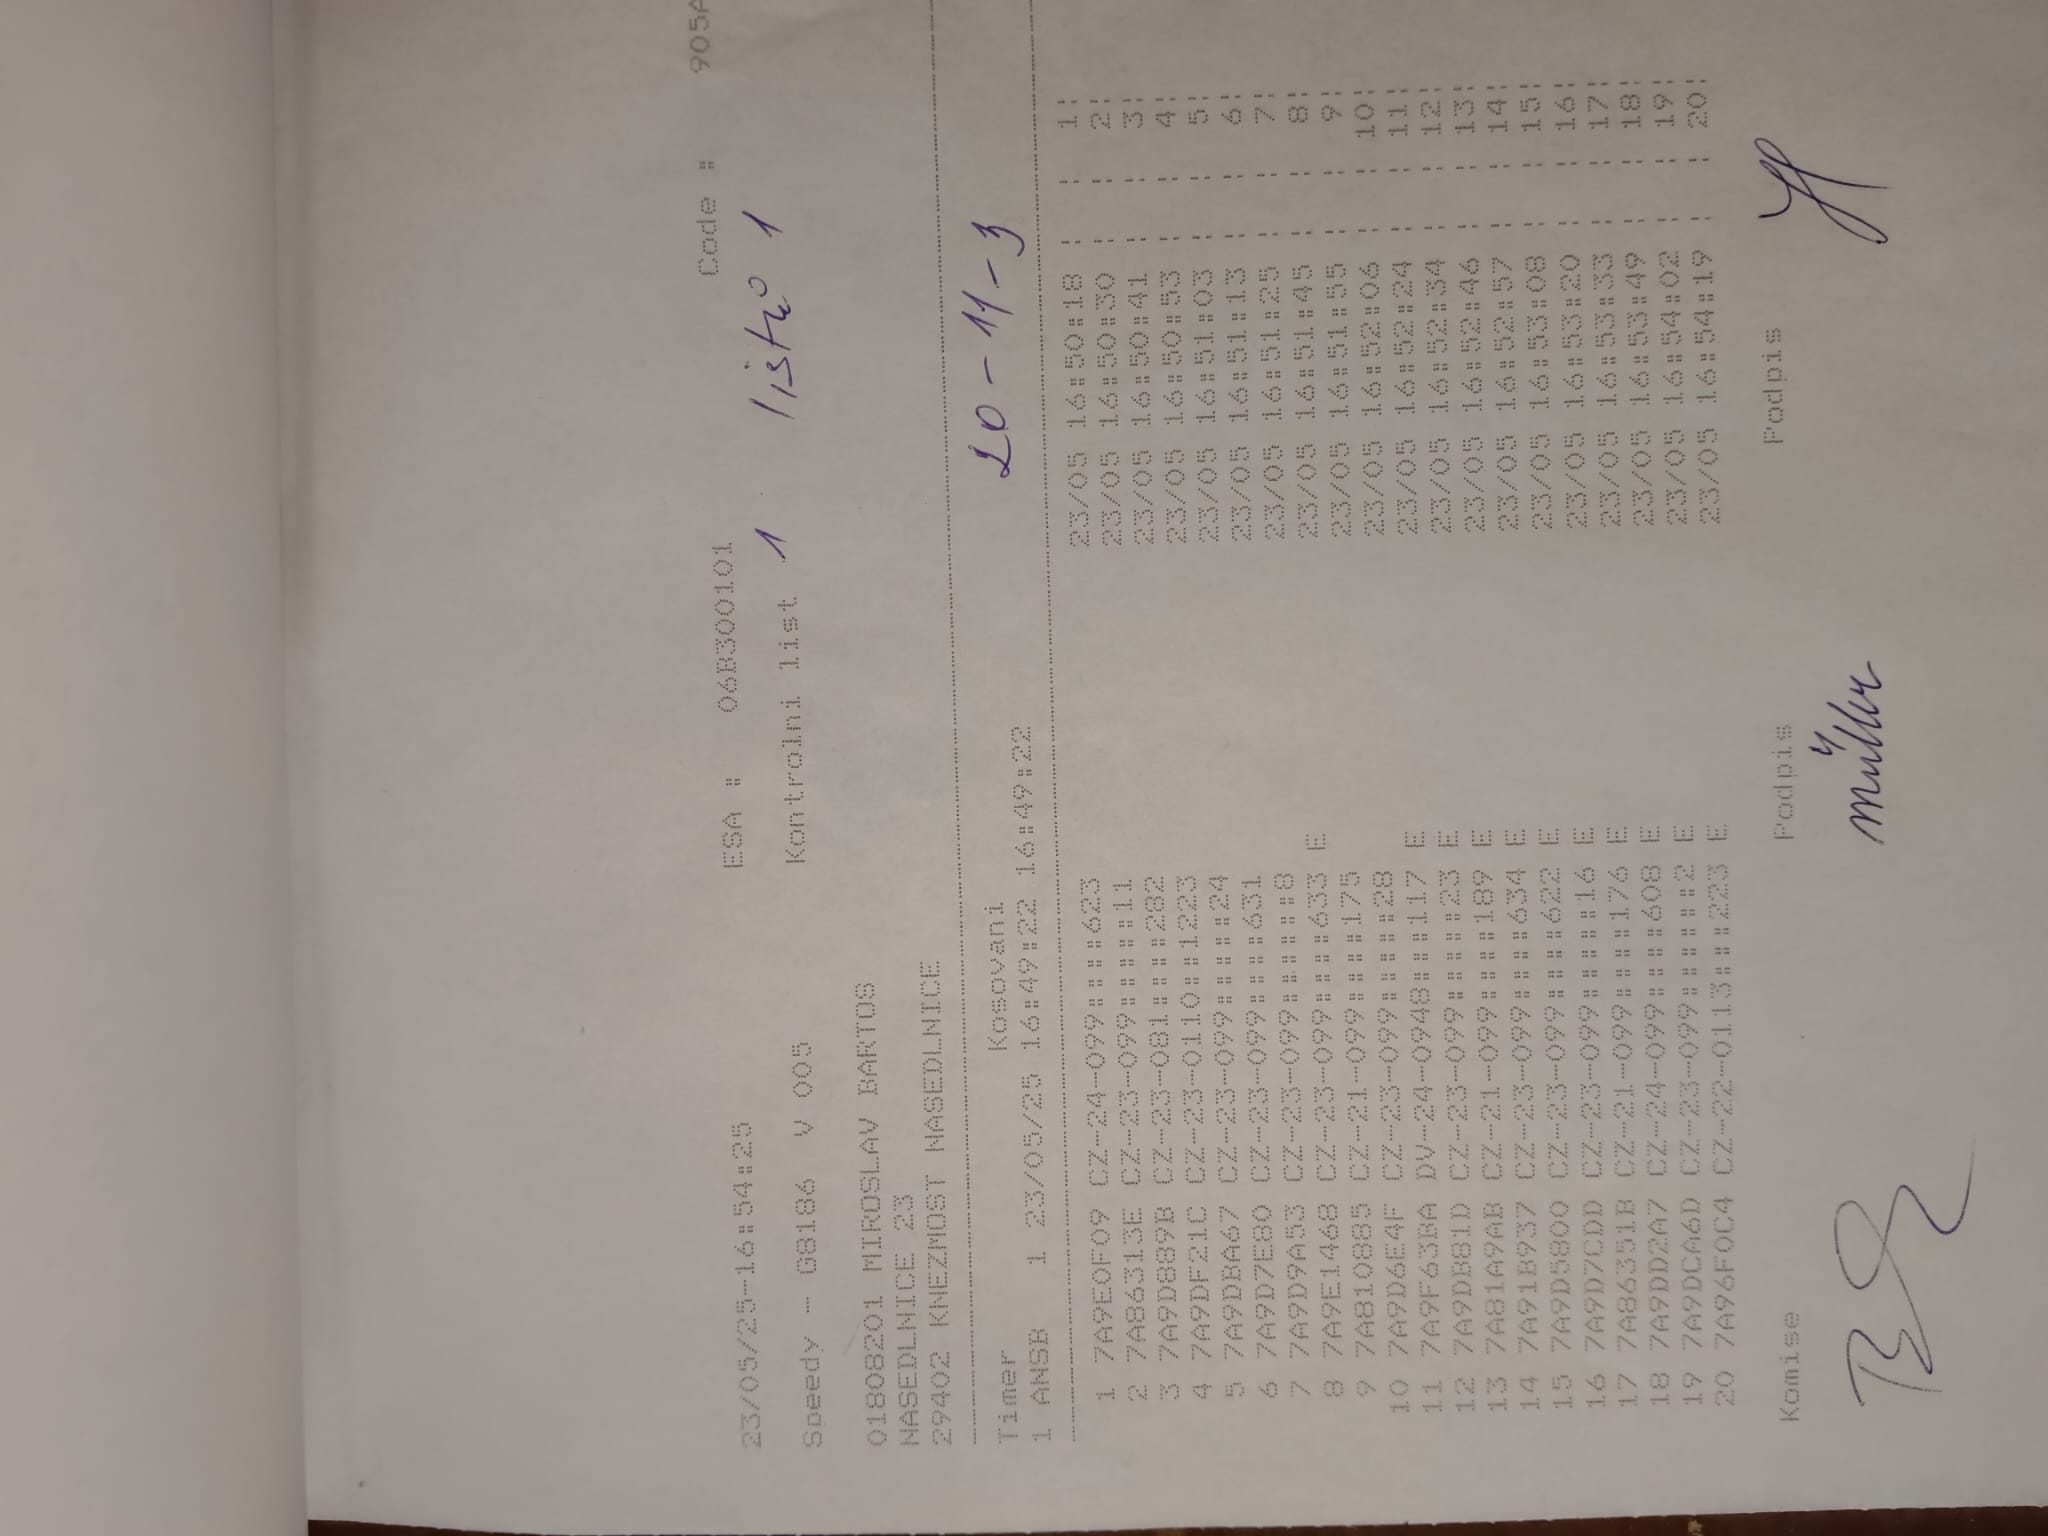 23/05/25-16:54:25 ESA : 06B30101 Code : 905A
Speedy - G8186 V 005 Kontrolni list 1 lístků 1
01808201 MIROSLAV BARTOS
NASEDLNICE 23
29402 KNEZMOST NASEDLNICE
Timer Kosovani 20-11-3
1 ANSB 1 23/05/25 16:49:22 16:49:22
1 7A9E0F09 CZ-24-099::::623 23/05 16:50:18 : : 1:
2 7A86313E CZ-23-099:::::11 23/05 16:50:30 : : 2:
3 7A9D889B CZ-23-081::::282 23/05 16:50:41 : : 3:
4 7A9DF21C CZ-23-0110::1223 23/05 16:50:53 : : 4:
5 7A9DBA67 CZ-23-099:::::24 23/05 16:51:03 : : 5:
6 7A9D7E80 CZ-23-099::::631 23/05 16:51:13 : : 6:
7 7A9D9A53 CZ-23-099::::::8 23/05 16:51:25 : : 7:
8 7A9E1468 CZ-23-099::::633 E 23/05 16:51:45 : : 8:
9 7A810885 CZ-21-099::::175 23/05 16:51:55 : : 9:
10 7A9D6E4F CZ-23-099:::::28 23/05 16:52:06 : : 10:
11 7A9F63BA DV-24-0948:::117 E 23/05 16:52:24 : : 11:
12 7A9DB81D CZ-23-099:::::23 E 23/05 16:52:34 : : 12:
13 7A81A9AB CZ-21-099::::189 E 23/05 16:52:46 : : 13:
14 7A91B937 CZ-23-099::::634 E 23/05 16:52:57 : : 14:
15 7A9D5800 CZ-23-099::::622 E 23/05 16:53:08 : : 15:
16 7A9D7CDD CZ-23-099:::::16 E 23/05 16:53:20 : : 16:
17 7A86351B CZ-21-099::::176 E 23/05 16:53:33 : : 17:
18 7A9DD2A7 CZ-24-099::::608 E 23/05 16:53:49 : : 18:
19 7A9DCA6D CZ-23-099::::::2 E 23/05 16:54:02 : : 19:
20 7A96F0C4 CZ-22-0113:::223 E 23/05 16:54:19 : : 20:
Komise Podpis Podpis
Müller